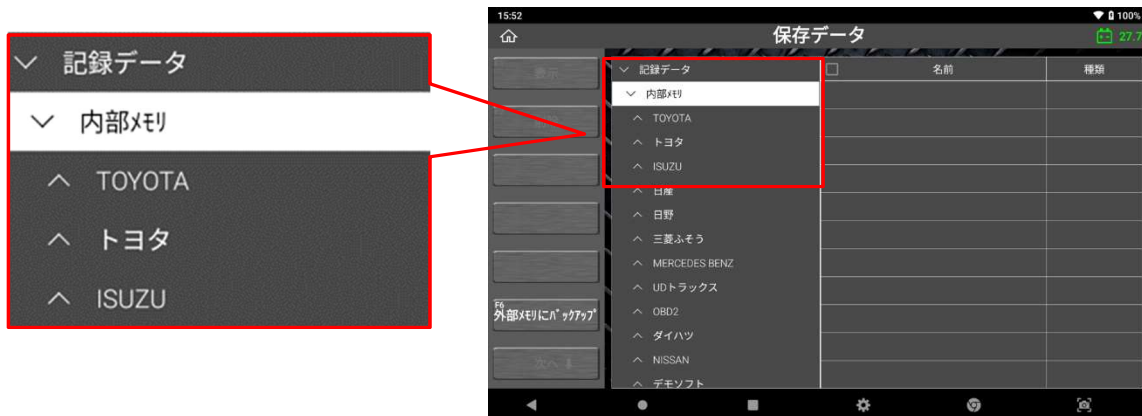 記録データ
内部ﾒﾓﾘ
TOYOTA
トヨタ
ISUZU
15:52
100%
保存データ
27.7
表示
削除
F6
外部ﾒﾓﾘにﾊﾞｯｸｱｯﾌﾟ
次へ
記録データ
内部ﾒﾓﾘ
TOYOTA
トヨタ
ISUZU
日産
日野
三菱ふそう
MERCEDES BENZ
UDトラックス
OBD2
ダイハツ
NISSAN
デモソフト
名前
種類